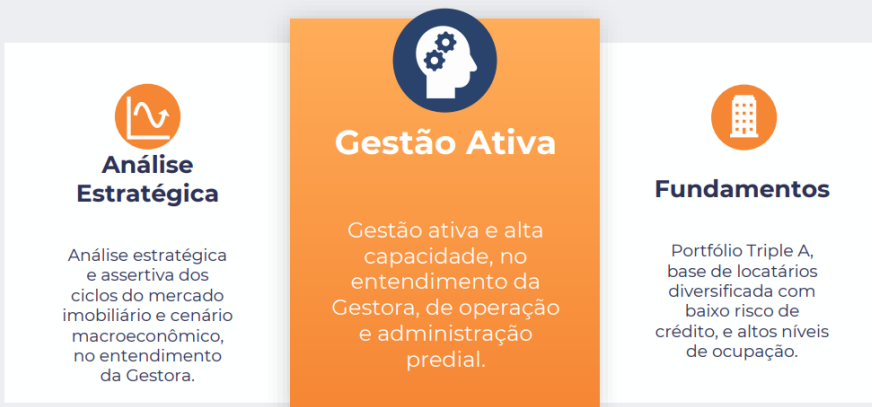 Análise
Estratégica
Análise estratégica
e assertiva dos
ciclos do mercado
imobiliário e cenário
macroeconômico,
no entendimento
da Gestora.
Gestão Ativa
Gestão ativa e alta
capacidade, no
entendimento da
Gestora, de operação
e administração
predial.
Fundamentos
Portfólio Triple A,
base de locatários
diversificada com
baixo risco de
crédito, e altos níveis
de ocupação.